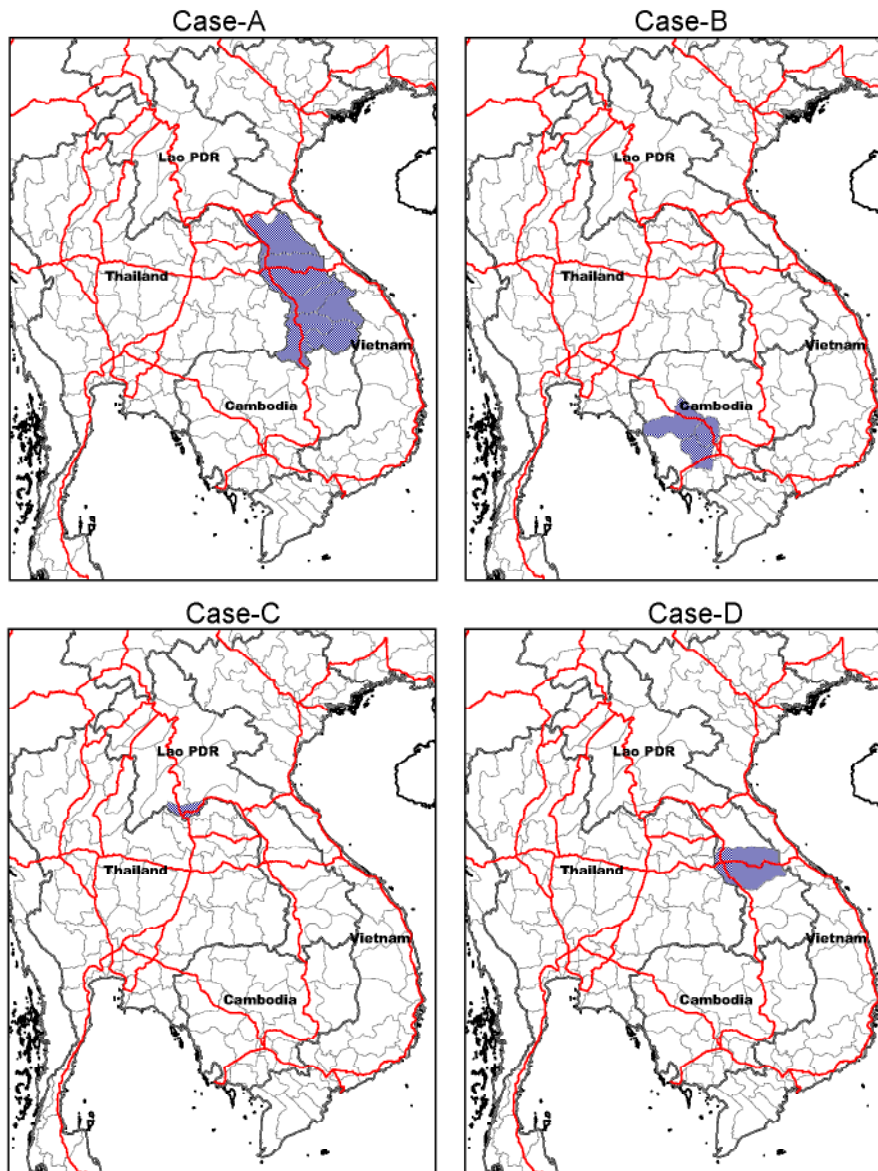 Case-A
Case-B
Lao PDR
Lao PDR
Thailand
Thailand
Vietnam
Vietnam
Cambodia
Cambodia
Case-C
Case-D
Lao PDR
Lao PDR
Thailand
Thailand
Vietnam
Vietnam
Cambodia
Cambodia